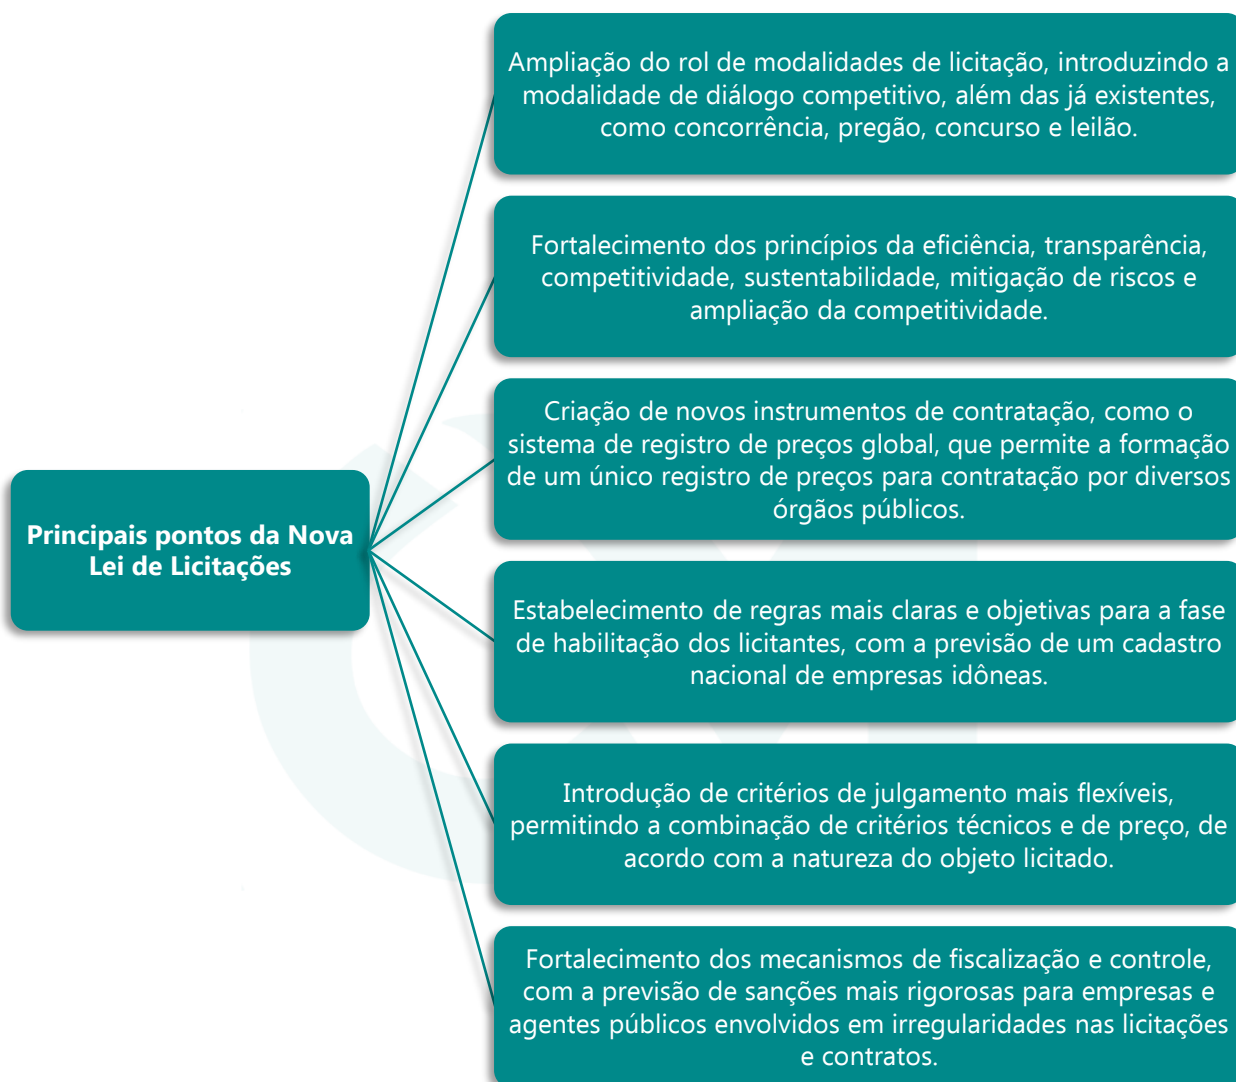 Ampliação do rol de modalidades de licitação, introduzindo a
modalidade de diálogo competitivo, além das já existentes,
como concorrência, pregão, concurso e leilão.
Fortalecimento dos princípios da eficiência, transparência,
competitividade, sustentabilidade, mitigação de riscos e
ampliação da competitividade.
Criação de novos instrumentos de contratação, como o
sistema de registro de preços global, que permite a formação
de um único registro de preços para contratação por diversos
órgãos públicos.
Principais pontos da Nova
Lei de Licitações
Estabelecimento de regras mais claras e objetivas para a fase
de habilitação dos licitantes, com a previsão de um cadastro
nacional de empresas idôneas.
Introdução de critérios de julgamento mais flexíveis,
permitindo a combinação de critérios técnicos e de preço, de
acordo com a natureza do objeto licitado.
Fortalecimento dos mecanismos de fiscalização e controle,
com a previsão de sanções mais rigorosas para empresas e
agentes públicos envolvidos em irregularidades nas licitações
e contratos.